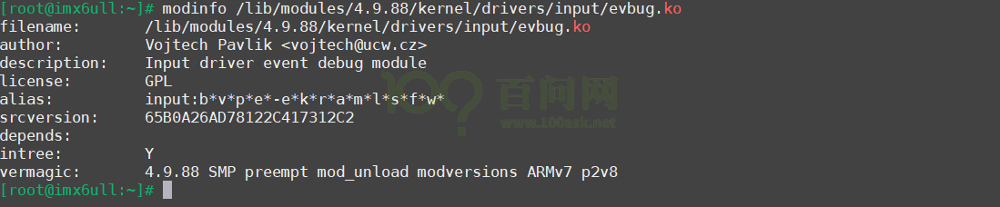 [root@imx6ull:~]# modinfo /lib/modules/4.9.88/kernel/drivers/input/evbug.ko
filename:       /lib/modules/4.9.88/kernel/drivers/input/evbug.ko
author:         Vojtech Pavlik <vojtech@ucw.cz>
description:    Input driver event debug module
license:        GPL
alias:          input:b*v*p*e*-e*k*r*a*m*l*s*f*w*
srcversion:     65B0A26AD78122C417312C2
depends:
intree:         Y
vermagic:       4.9.88 SMP preempt mod_unload modversions ARMv7 p2v8
[root@imx6ull:~]#
百问网
www.100ask.net